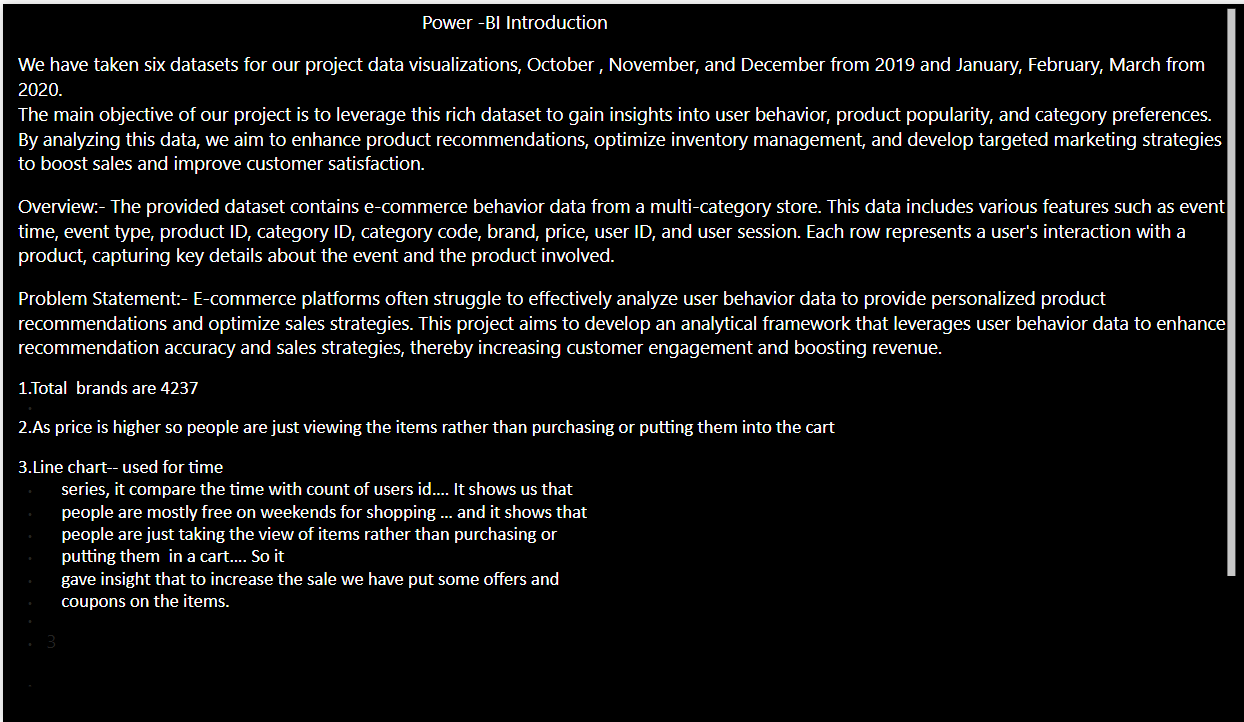 Power -BI Introduction
We have taken six datasets for our project data visualizations, October , November, and December from 2019 and January, February, March from
2020.
The main objective of our project is to leverage this rich dataset to gain insights into user behavior, product popularity, and category preferences.
By analyzing this data, we aim to enhance product recommendations, optimize inventory management, and develop targeted marketing strategies
to boost sales and improve customer satisfaction.
Overview:- The provided dataset contains e-commerce behavior data from a multi-category store. This data includes various features such as event
time, event type, product ID, category ID, category code, brand, price, user ID, and user session. Each row represents a user's interaction with a
product, capturing key details about the event and the product involved.
Problem Statement:- E-commerce platforms often struggle to effectively analyze user behavior data to provide personalized product
recommendations and optimize sales strategies. This project aims to develop an analytical framework that leverages user behavior data to enhance
recommendation accuracy and sales strategies, thereby increasing customer engagement and boosting revenue.
1.Total  brands are 4237
2.As price is higher so people are just viewing the items rather than purchasing or putting them into the cart
3.Line chart-- used for time
series, it compare the time with count of users id.... It shows us that
people are mostly free on weekends for shopping ... and it shows that
people are just taking the view of items rather than purchasing or
putting them  in a cart.... So it
gave insight that to increase the sale we have put some offers and
coupons on the items.
3